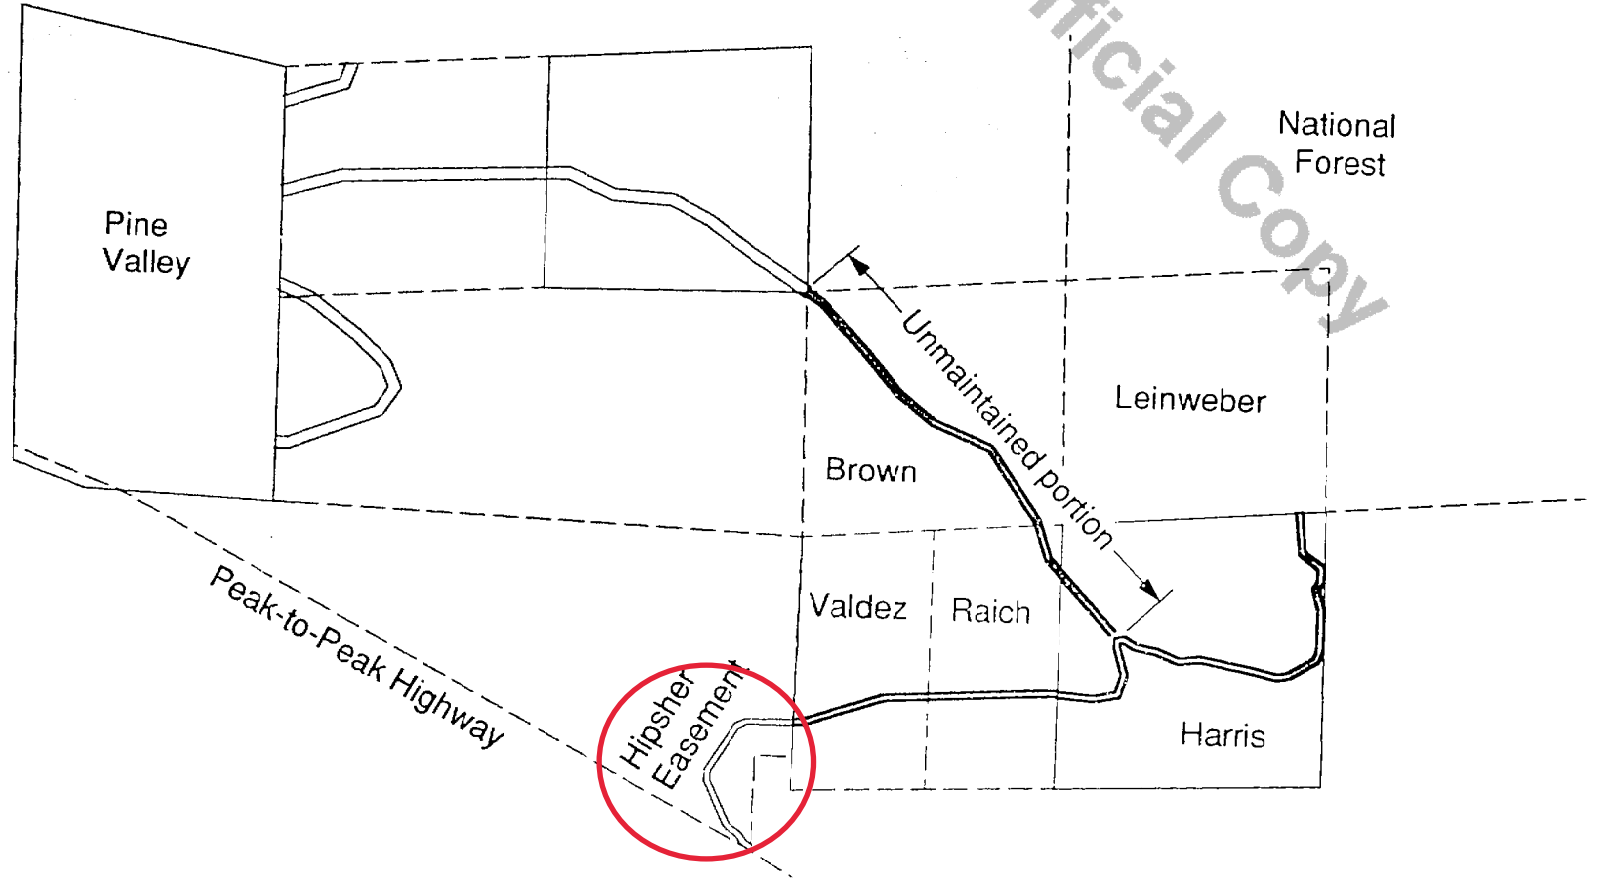 fficial Copy
National
Forest
Pine
Valley
Unmaintained portion
Leinweber
Brown
Valdez
Raich
Peak-to-Peak Highway
Hipsher
Easement
Harris